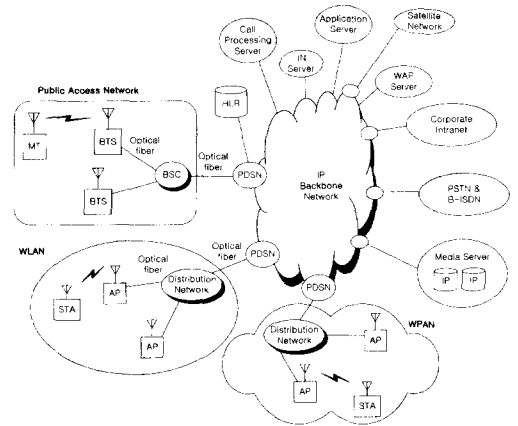 Call
Processing
Server
Application
Server
Satellite
Network
IN
Server
WAP
Server
Public Access Network
HLR
Corporate
Intranet
MT
BTS
Optical
fiber
Optical
fiber
BSC
PDSN
BTS
IP
Backbone
Network
PSTN &
B-ISDN
WLAN
Optical
fiber
Optical
fiber
PDSN
Media Server
IP
IP
STA
AP
Distribution
Network
AP
PDSN
WPAN
Distribution
Network
AP
AP
STA